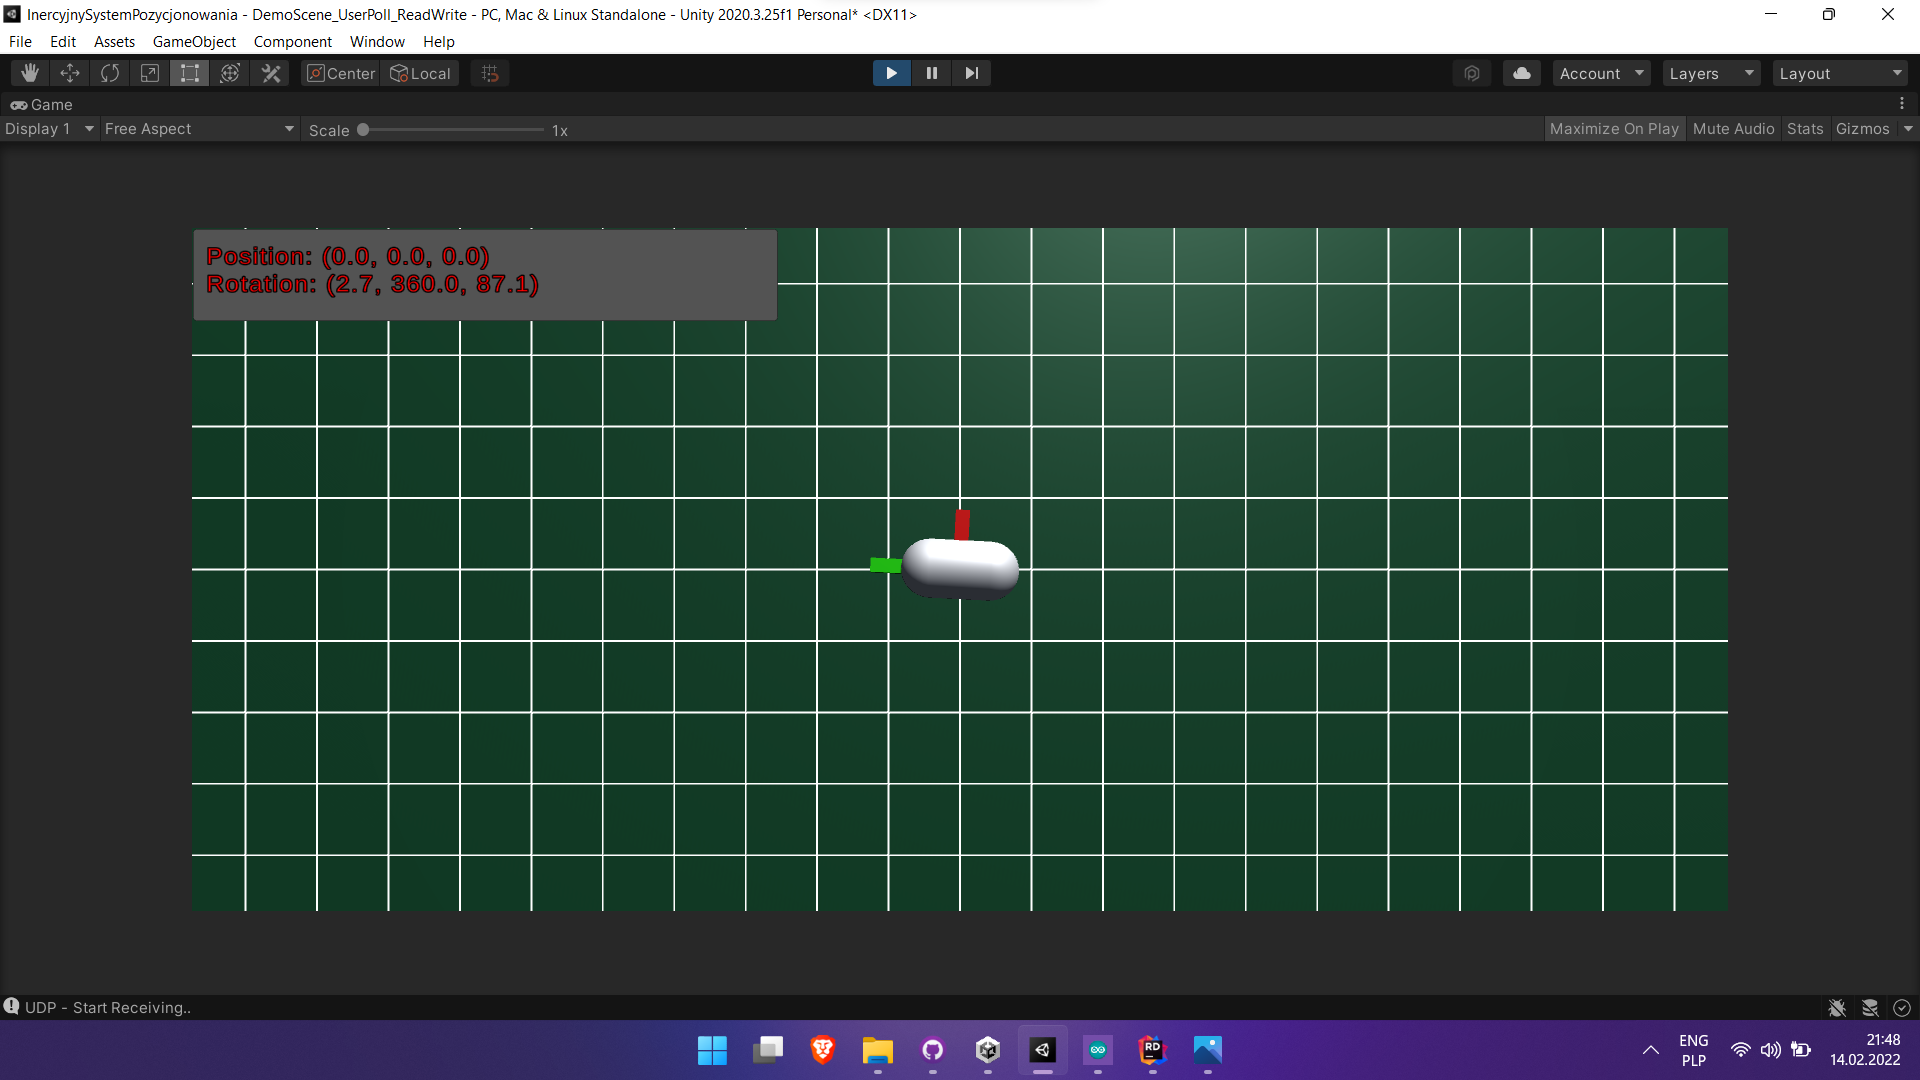 InercyjnySystemPozycjonowania - DemoScene_UserPoll_ReadWrite - PC, Mac & Linux Standalone - Unity 2020.3.25f1 Personal* <DX11>
File Edit Assets GameObject Component Window Help
Center Local Account Layers Layout
Game
Display 1 Free Aspect Scale 1x Maximize On Play Mute Audio Stats Gizmos
Position: (0.0, 0.0, 0.0)
Rotation: (2.7, 360.0, 87.1)
UDP - Start Receiving..
RD
ENG 21:48
PLP 14.02.2022